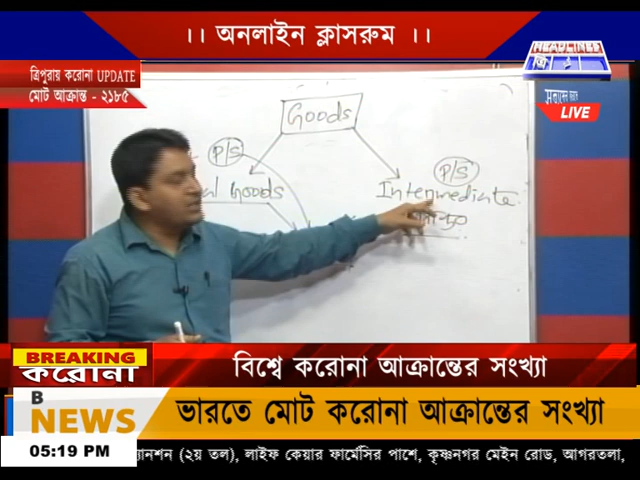 ।। অনলাইন ক্লাসরুম ।।
HEADLINES
ত্রিপুরায় করোনা UPDATE
মোট আক্রান্ত - ২১৮৫
LIVE
Goods
P/S
P/S
Goods
Intermediate
BREAKING
করোনা
বিশ্বে করোনা আক্রান্তের সংখ্যা
B
NEWS
ভারতে মোট করোনা আক্রান্তের সংখ্যা
05:19 PM
ান্যানশন (২য় তল), লাইফ কেয়ার ফার্মেসির পাশে, কৃষ্ণনগর মেইন রোড, আগরতলা,